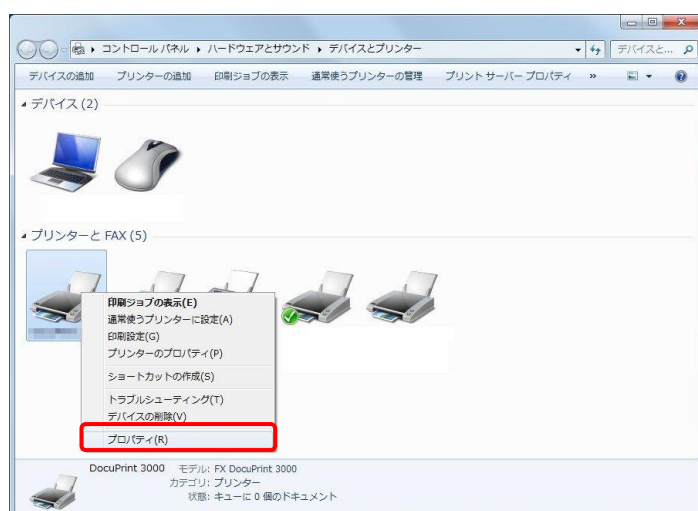 コントロール パネル ▸ ハードウェアとサウンド ▸ デバイスとプリンター
デバイスと...
デバイスの追加 プリンターの追加 印刷ジョブの表示 通常使うプリンターの管理 プリント サーバー プロパティ »
デバイス (2)
プリンターと FAX (5)
印刷ジョブの表示(E)
通常使うプリンターに設定(A)
印刷設定(G)
プリンターのプロパティ(P)
ショートカットの作成(S)
トラブルシューティング(T)
デバイスの削除(V)
プロパティ(R)
DocuPrint 3000 モデル: FX DocuPrint 3000
カテゴリ: プリンター
状態: キューに 0 個のドキュメント